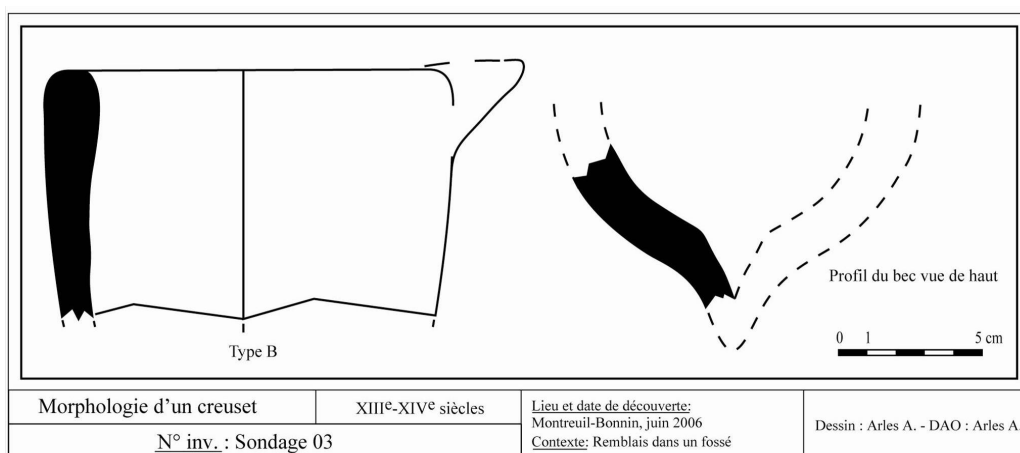 Type B
Profil du bec vue de haut
0 1 5 cm
Morphologie d'un creuset
XIIIe-XIVe siècles
N° inv. : Sondage 03
Lieu et date de découverte:
Montreuil-Bonnin, juin 2006
Contexte: Remblais dans un fossé
Dessin : Arles A. - DAO : Arles A.